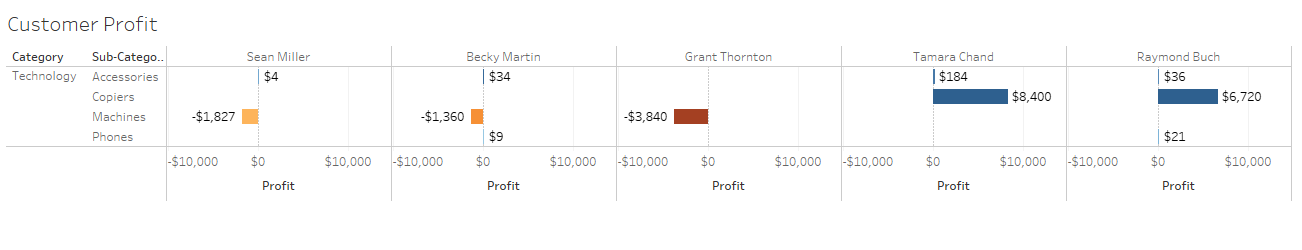 Customer Profit
Category Sub-Catego.. Sean Miller Becky Martin Grant Thornton Tamara Chand Raymond Buch
Technology Accessories $4 $34 $184 $36
Copiers $8,400 $6,720
Machines -$1,827 -$1,360 -$3,840
Phones $9 $21
-$10,000 $0 $10,000 -$10,000 $0 $10,000 -$10,000 $0 $10,000 -$10,000 $0 $10,000 -$10,000 $0 $10,000
Profit Profit Profit Profit Profit